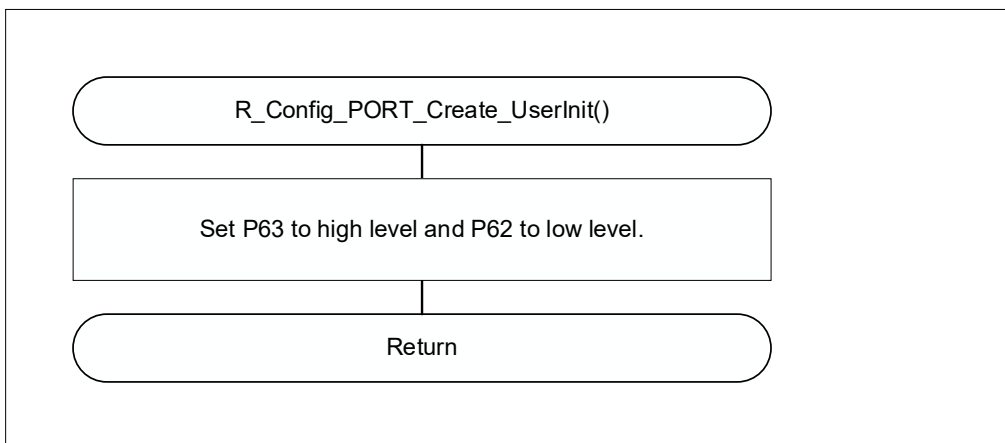 R_Config_PORT_Create_UserInit()
Set P63 to high level and P62 to low level.
Return